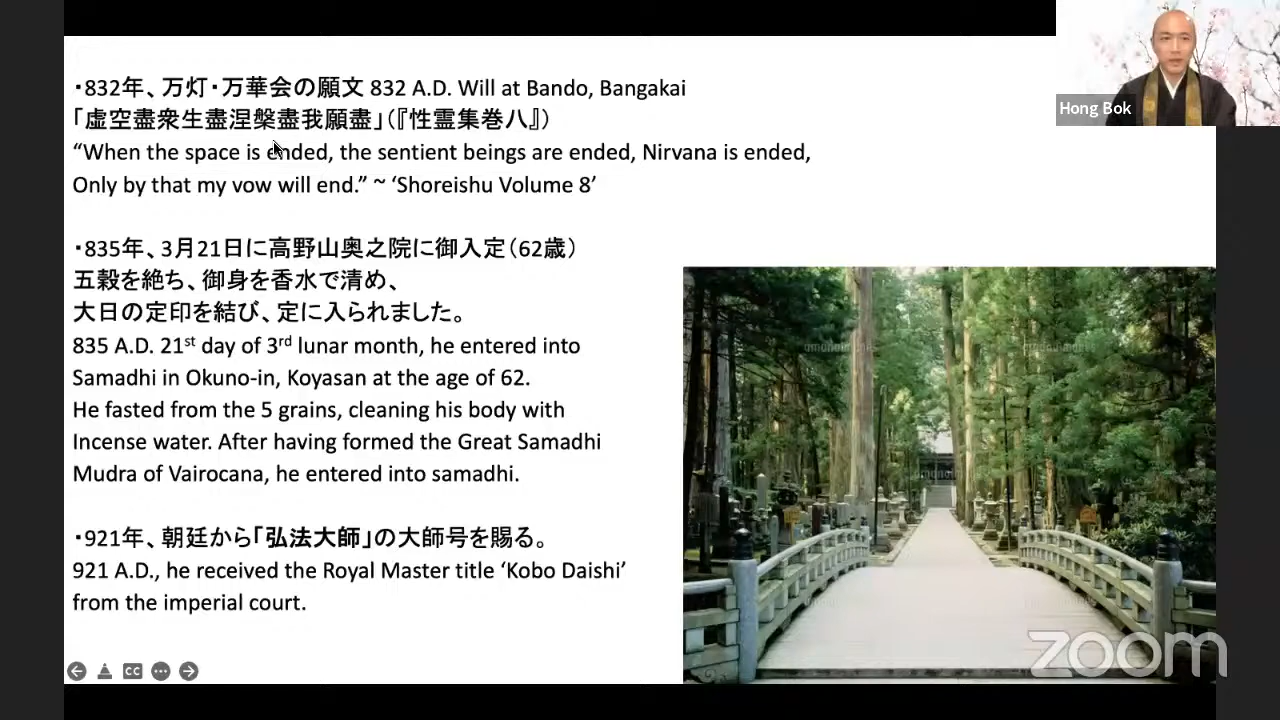 ・832年、万灯・万華会の願文 832 A.D. Will at Bando, Bangakai
「虚空盡衆生盡涅槃盡我願盡」（『性霊集巻八』）
“When the space is ended, the sentient beings are ended, Nirvana is ended,
Only by that my vow will end.” ~ ‘Shoreishu Volume 8’
・835年、3月21日に高野山奥之院に御入定（62歳）
五穀を絶ち、御身を香水で清め、
大日の定印を結び、定に入られました。
835 A.D. 21st day of 3rd lunar month, he entered into
Samadhi in Okuno-in, Koyasan at the age of 62.
He fasted from the 5 grains, cleaning his body with
Incense water. After having formed the Great Samadhi
Mudra of Vairocana, he entered into samadhi.
・921年、朝廷から「弘法大師」の大師号を賜る。
921 A.D., he received the Royal Master title ‘Kobo Daishi’
from the imperial court.
Hong Bok
CC
zoom